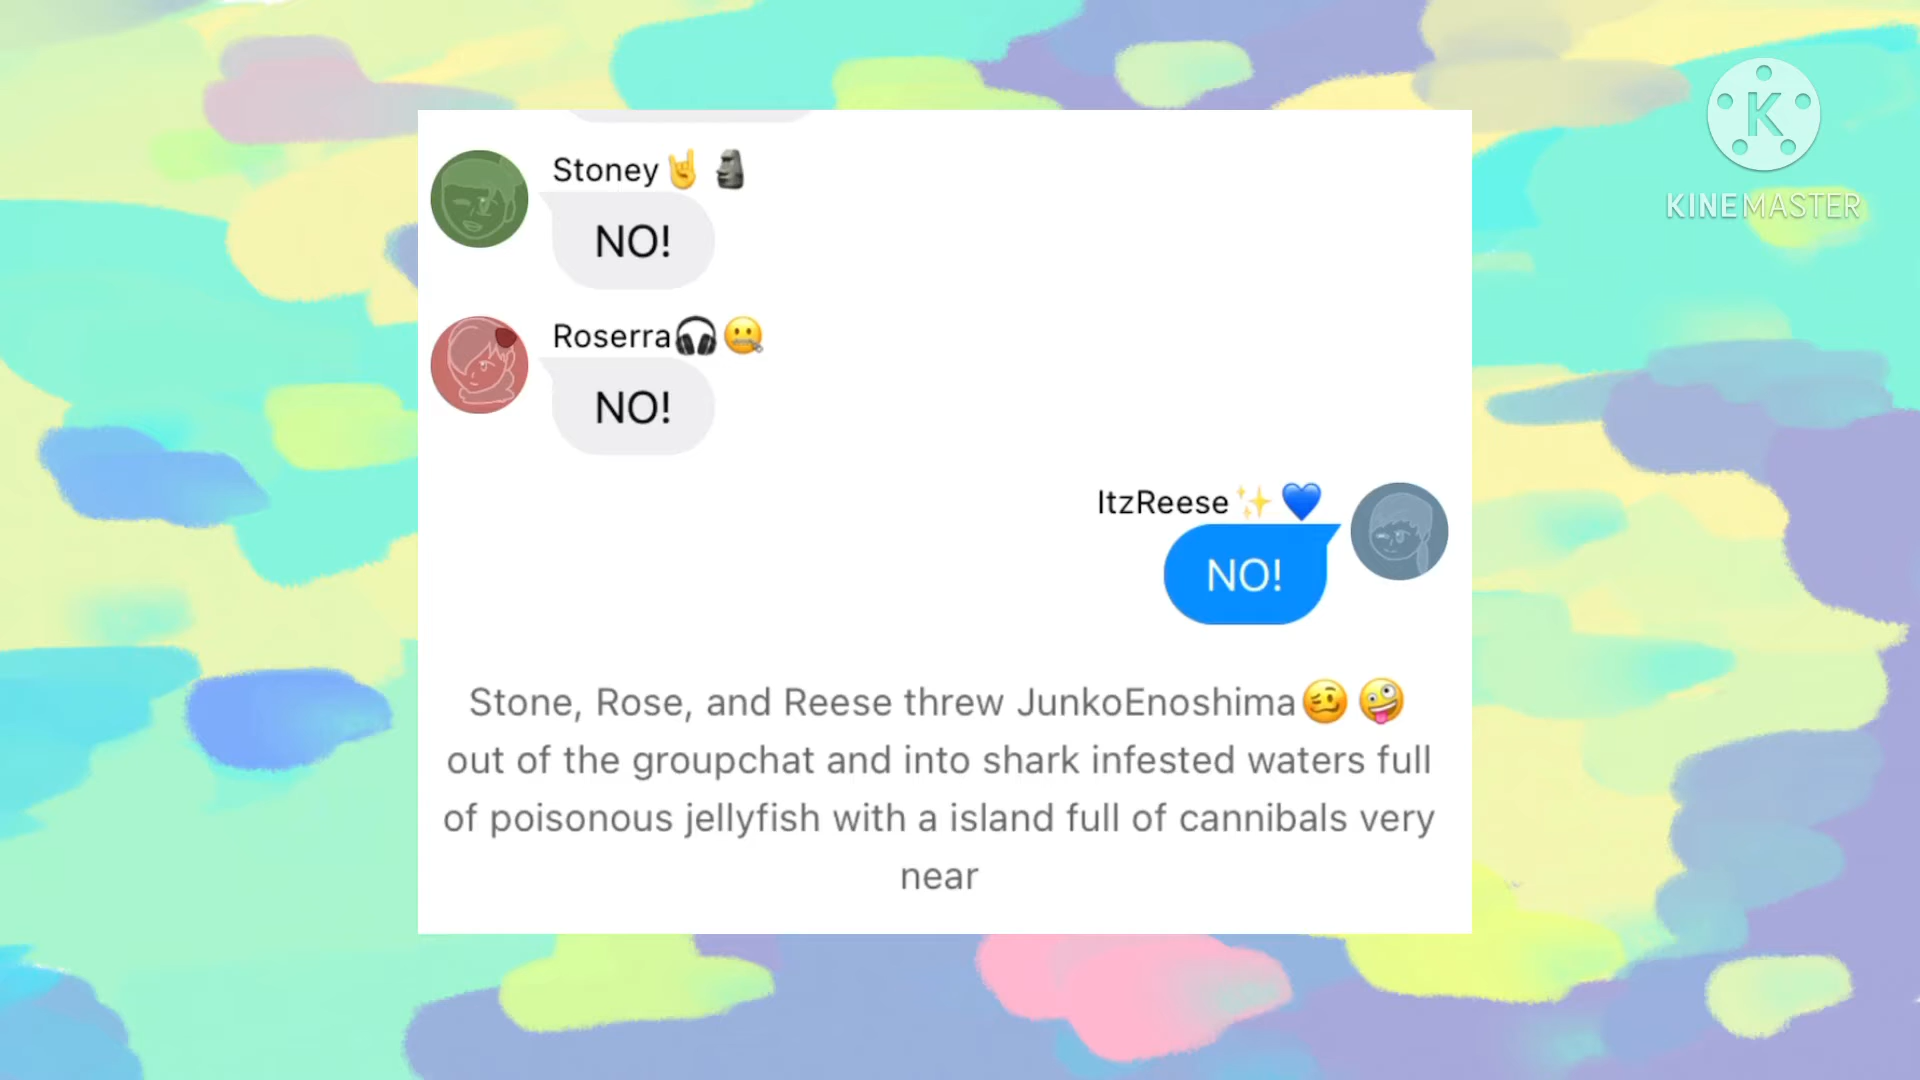 Stoney🤘🗿
NO!
Roserra🎧🤐
NO!
ItzReese✨💙
NO!
Stone, Rose, and Reese threw JunkoEnoshima🥴🤪
out of the groupchat and into shark infested waters full
of poisonous jellyfish with a island full of cannibals very
near
K
KINEMASTER